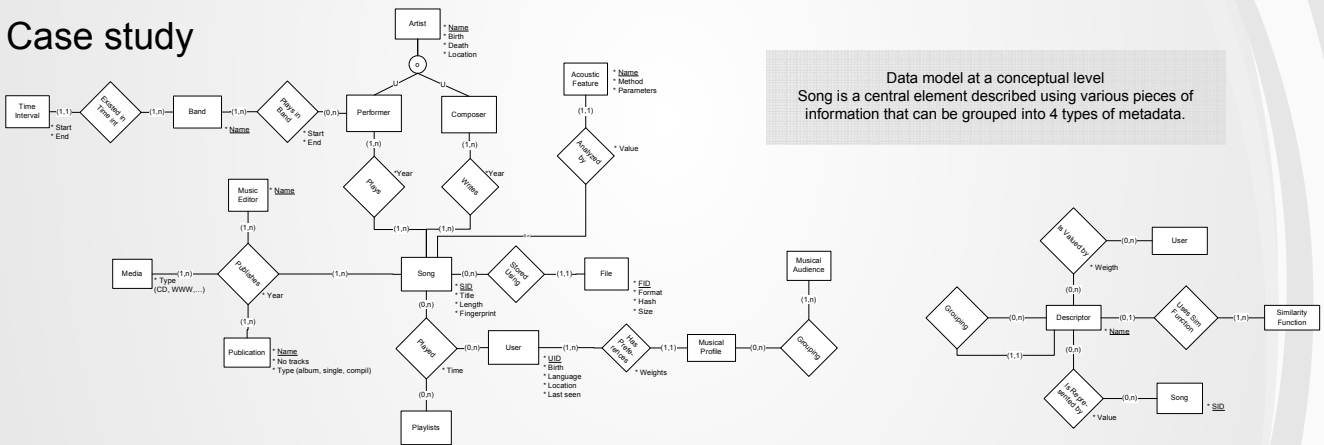 Case study
Artist
* Name
* Birth
* Death
* Location
o
U
U
Data model at a conceptual level
Song is a central element described using various pieces of
information that can be grouped into 4 types of metadata.
Acoustic
Feature
* Name
* Method
* Parameters
Time
Interval
* Start
* End
(1,1)
Existed in
Time int
(1,n)
Band
* Name
(1,n)
Plays in
Band
* Start
* End
(0,n)
Performer
Composer
(1,1)
Analyzed
by
* Value
(1,n)
Plays
*Year
(1,n)
(1,n)
Writes
*Year
(1,n)
Music
Editor
* Name
(1,n)
Media
* Type
(CD, WWW,...)
(1,n)
Publishes
* Year
(1,n)
(1,n)
Publication
* Name
* No tracks
* Type (album, single, compil)
Song
* SID
* Title
* Length
* Fingerprint
(0,n)
Stored
Using
(1,1)
File
* FID
* Format
* Hash
* Size
(0,n)
Played
* Time
(0,n)
Playlists
(0,n)
User
* UID
* Birth
* Language
* Location
* Last seen
(1,n)
Has
Prefe-
rences
* Weights
(1,1)
Musical
Profile
(0,n)
Grouping
(1,n)
Musical
Audience
Is Valued by
* Weigth
(0,n)
User
(0,n)
Grouping
(0,n)
(1,1)
Descriptor
* Name
(0,1)
Uses Sim
Function
(1,n)
Similarity
Function
(0,n)
Is Repre-
sented by
* Value
(0,n)
Song
* SID